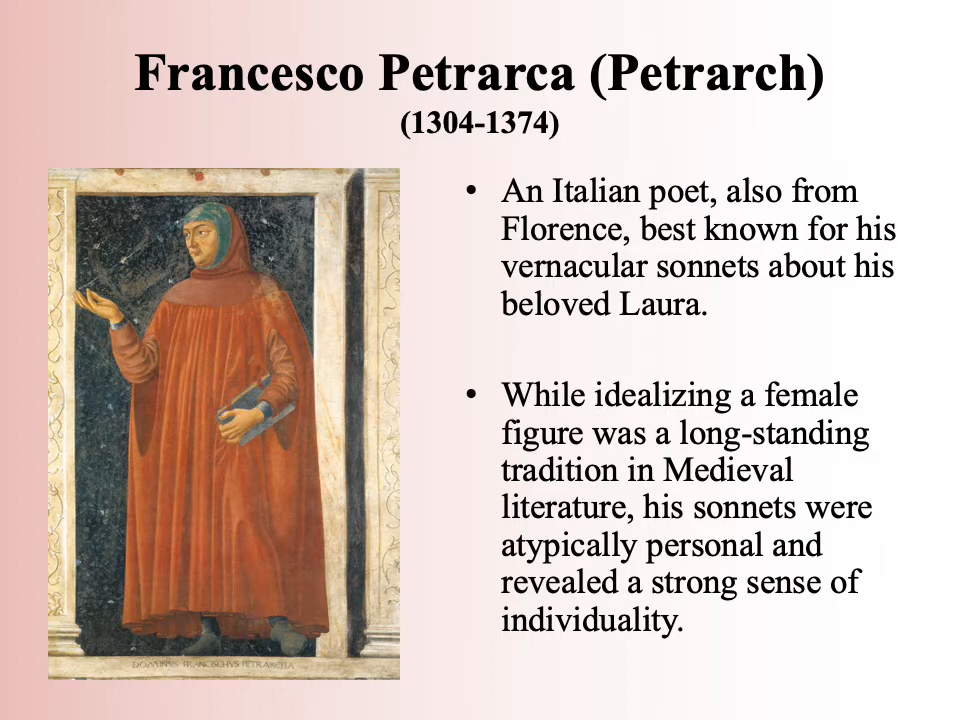 Francesco Petrarca (Petrarch)
(1304-1374)
• An Italian poet, also from
Florence, best known for his
vernacular sonnets about his
beloved Laura.
• While idealizing a female
figure was a long-standing
tradition in Medieval
literature, his sonnets were
atypically personal and
revealed a strong sense of
individuality.
DOMINVS FRANCISCHVS PETRARCHA